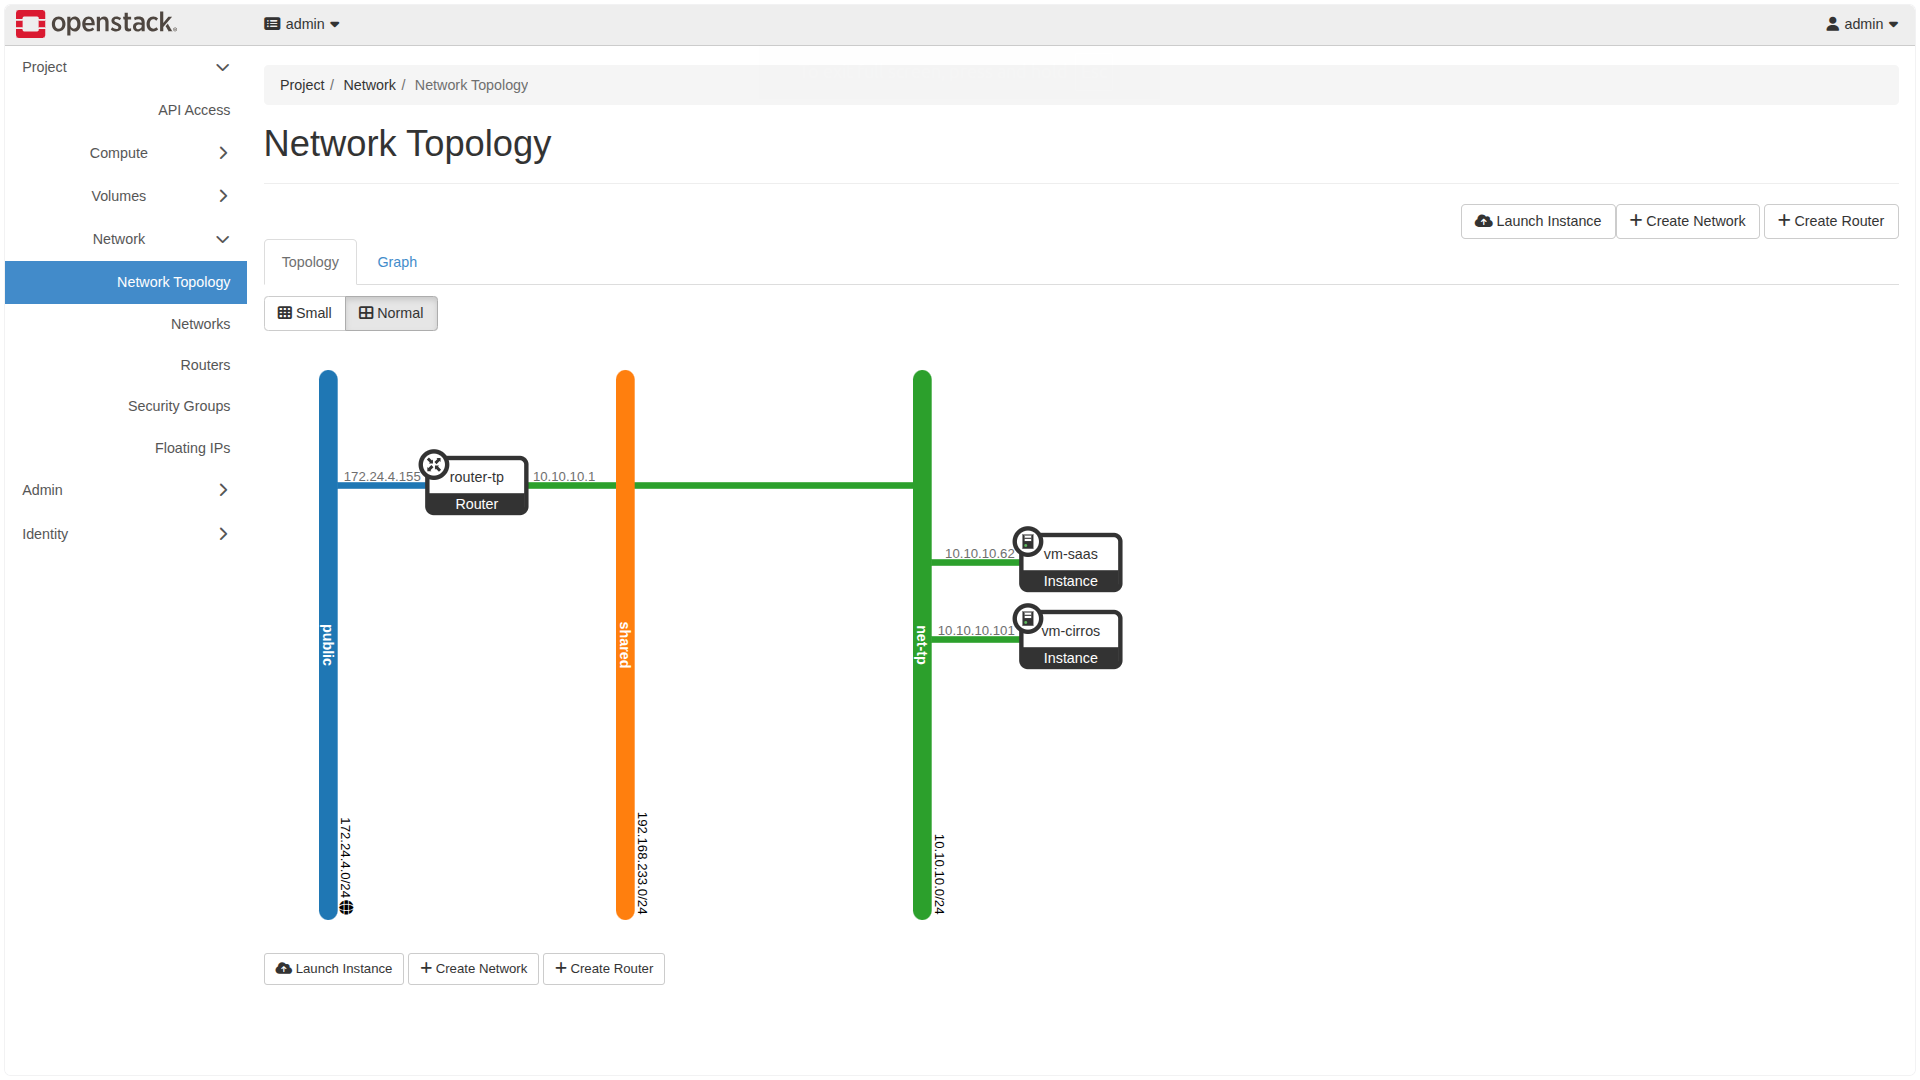 openstack.
admin
admin
Project
API Access
Compute
Volumes
Network
Network Topology
Networks
Routers
Security Groups
Floating IPs
Admin
Identity
Project / Network / Network Topology
Network Topology
Launch Instance
Create Network
Create Router
Topology
Graph
Small
Normal
172.24.4.155
router-tp
Router
10.10.10.1
10.10.10.62
vm-saas
Instance
10.10.10.101
vm-cirros
Instance
public
shared
net-tp
172.24.4.0/24
192.168.233.0/24
10.10.10.0/24
Launch Instance
Create Network
Create Router